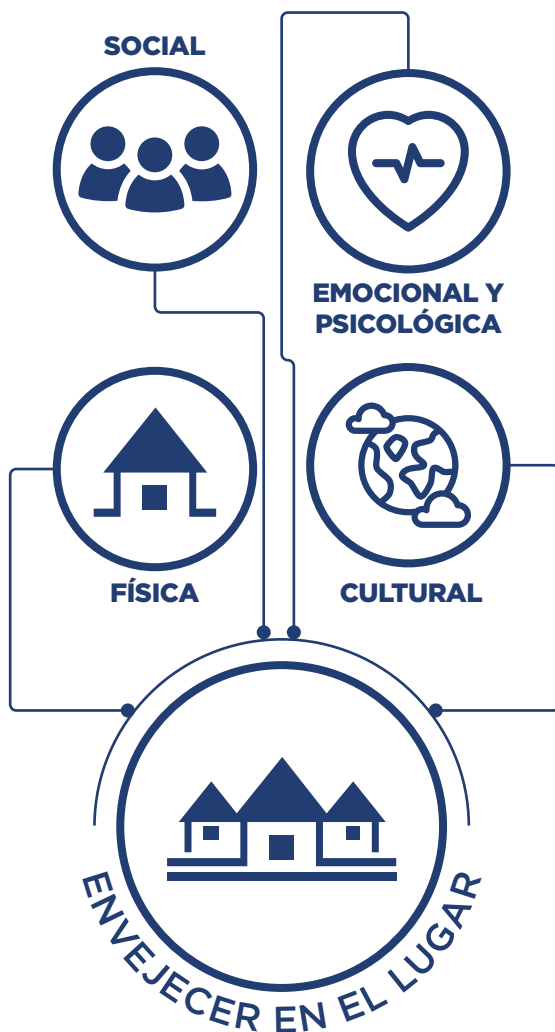 SOCIAL
EMOCIONAL Y
PSICOLÓGICA
FÍSICA
CULTURAL
ENVEJECER EN EL LUGAR